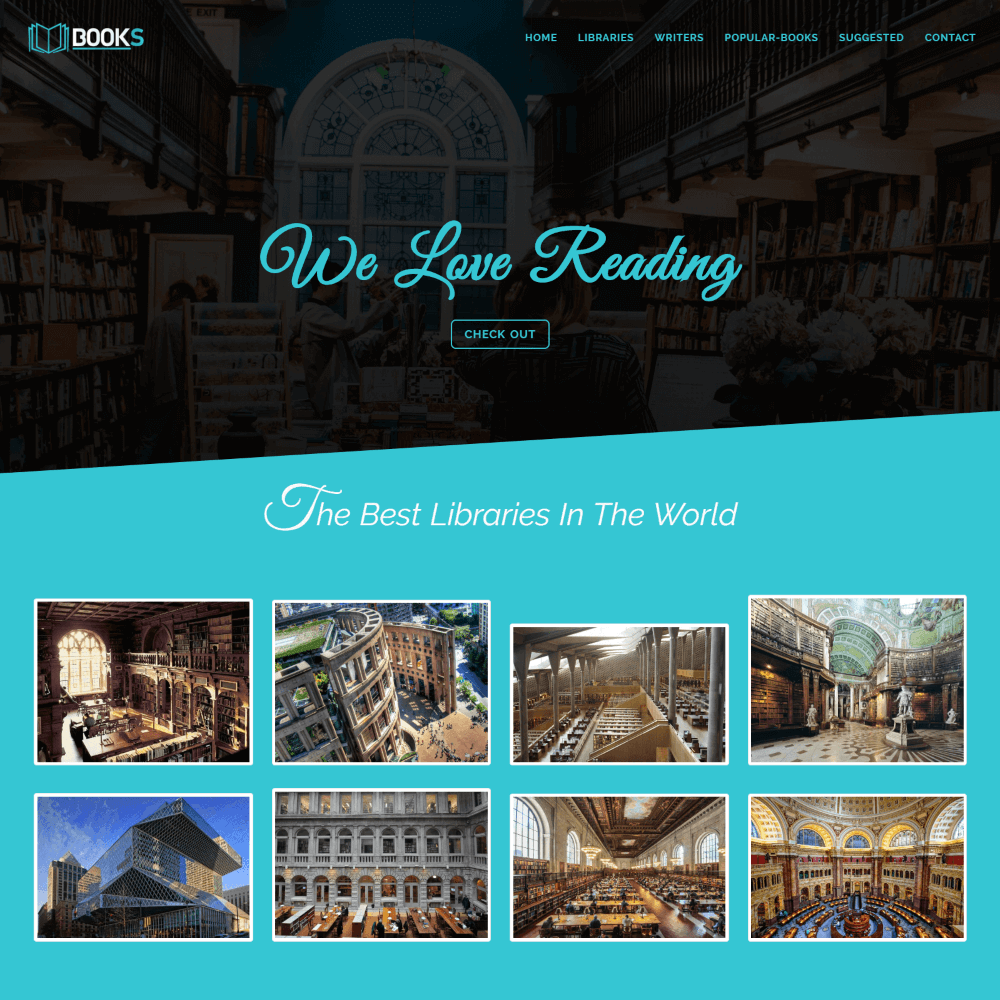 EXIT
BOOKS
HOME LIBRARIES WRITERS POPULAR-BOOKS SUGGESTED CONTACT
We Love Reading
CHECK OUT
The Best Libraries In The World